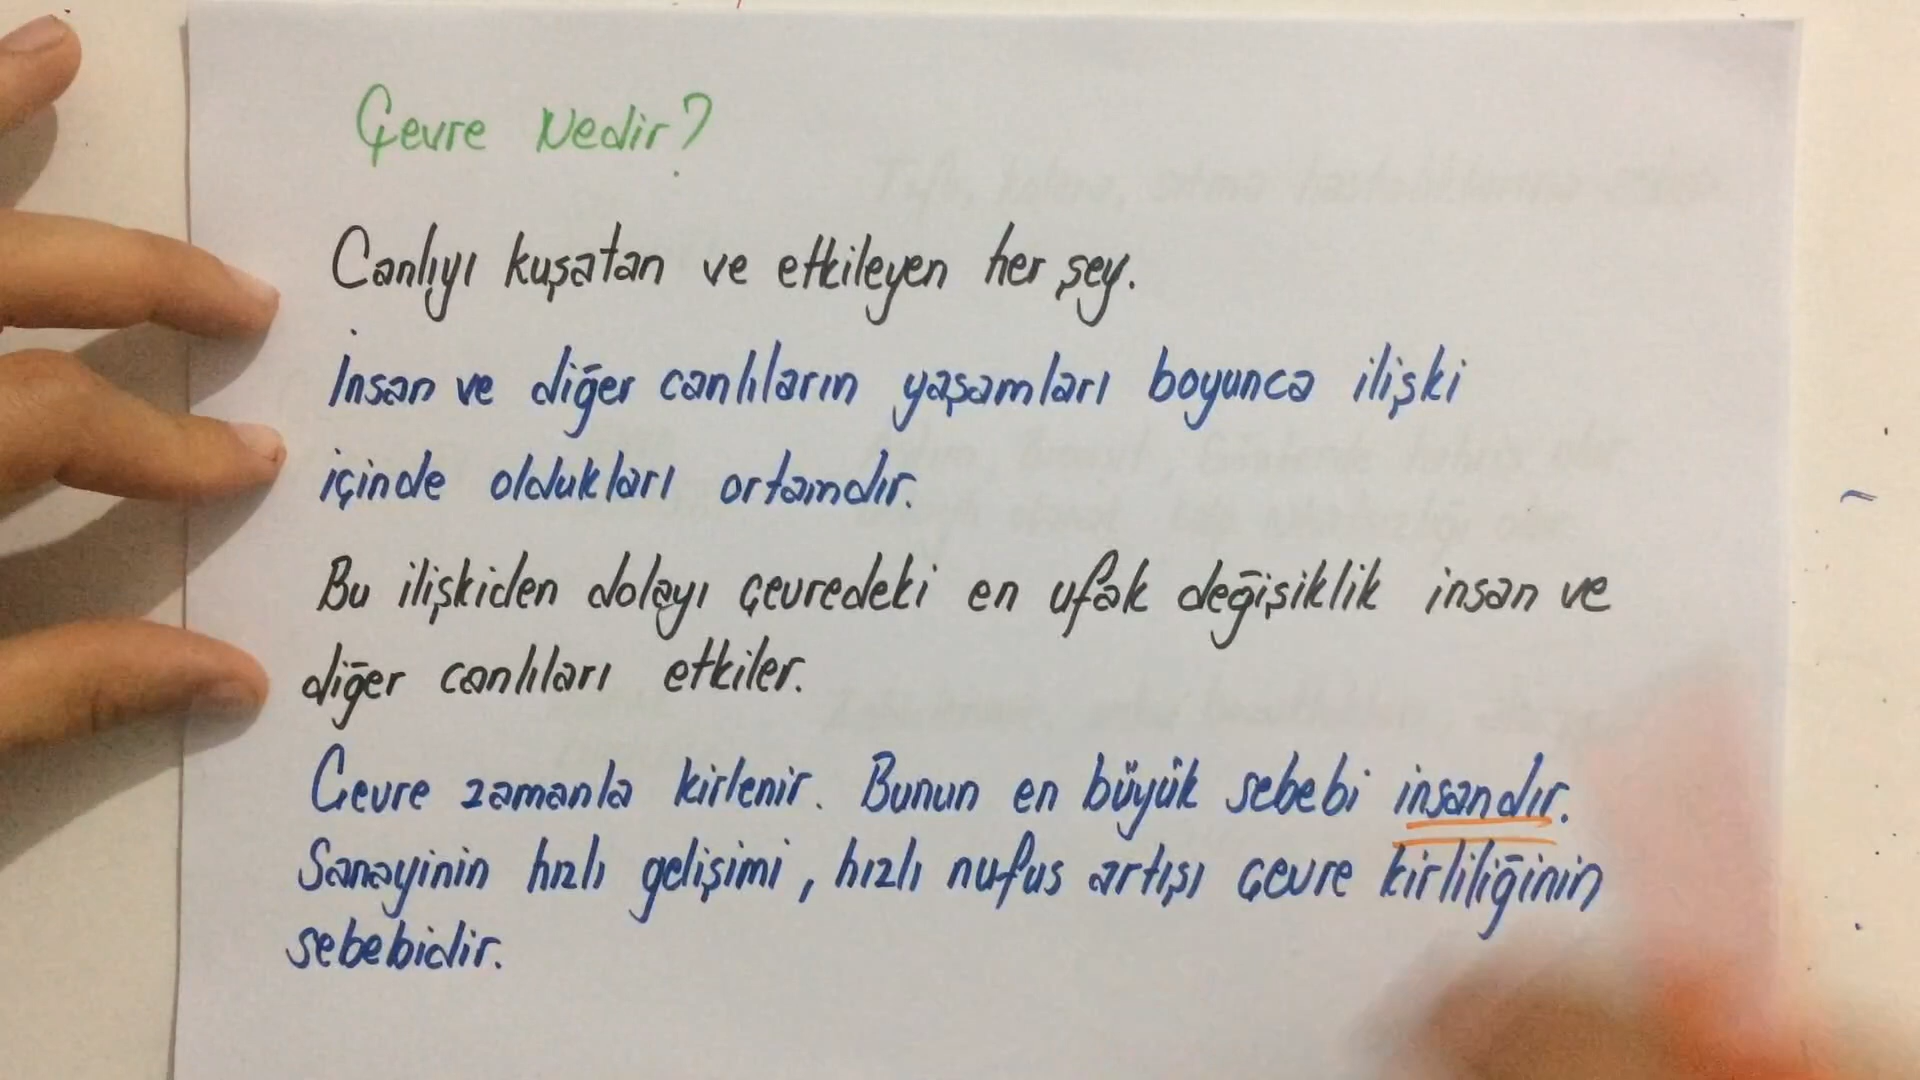 Çevre Nedir?
Canlıyı kuşatan ve etkileyen her şey.
İnsan ve diğer canlıların yaşamları boyunca ilişki
içinde oldukları ortamdır.
Bu ilişkiden dolayı çevredeki en ufak değişiklik insan ve
diğer canlıları etkiler.
Çevre zamanla kirlenir. Bunun en büyük sebebi insandır.
Sanayinin hızlı gelişimi, hızlı nufus artışı çevre kirliliğinin
sebebidir.